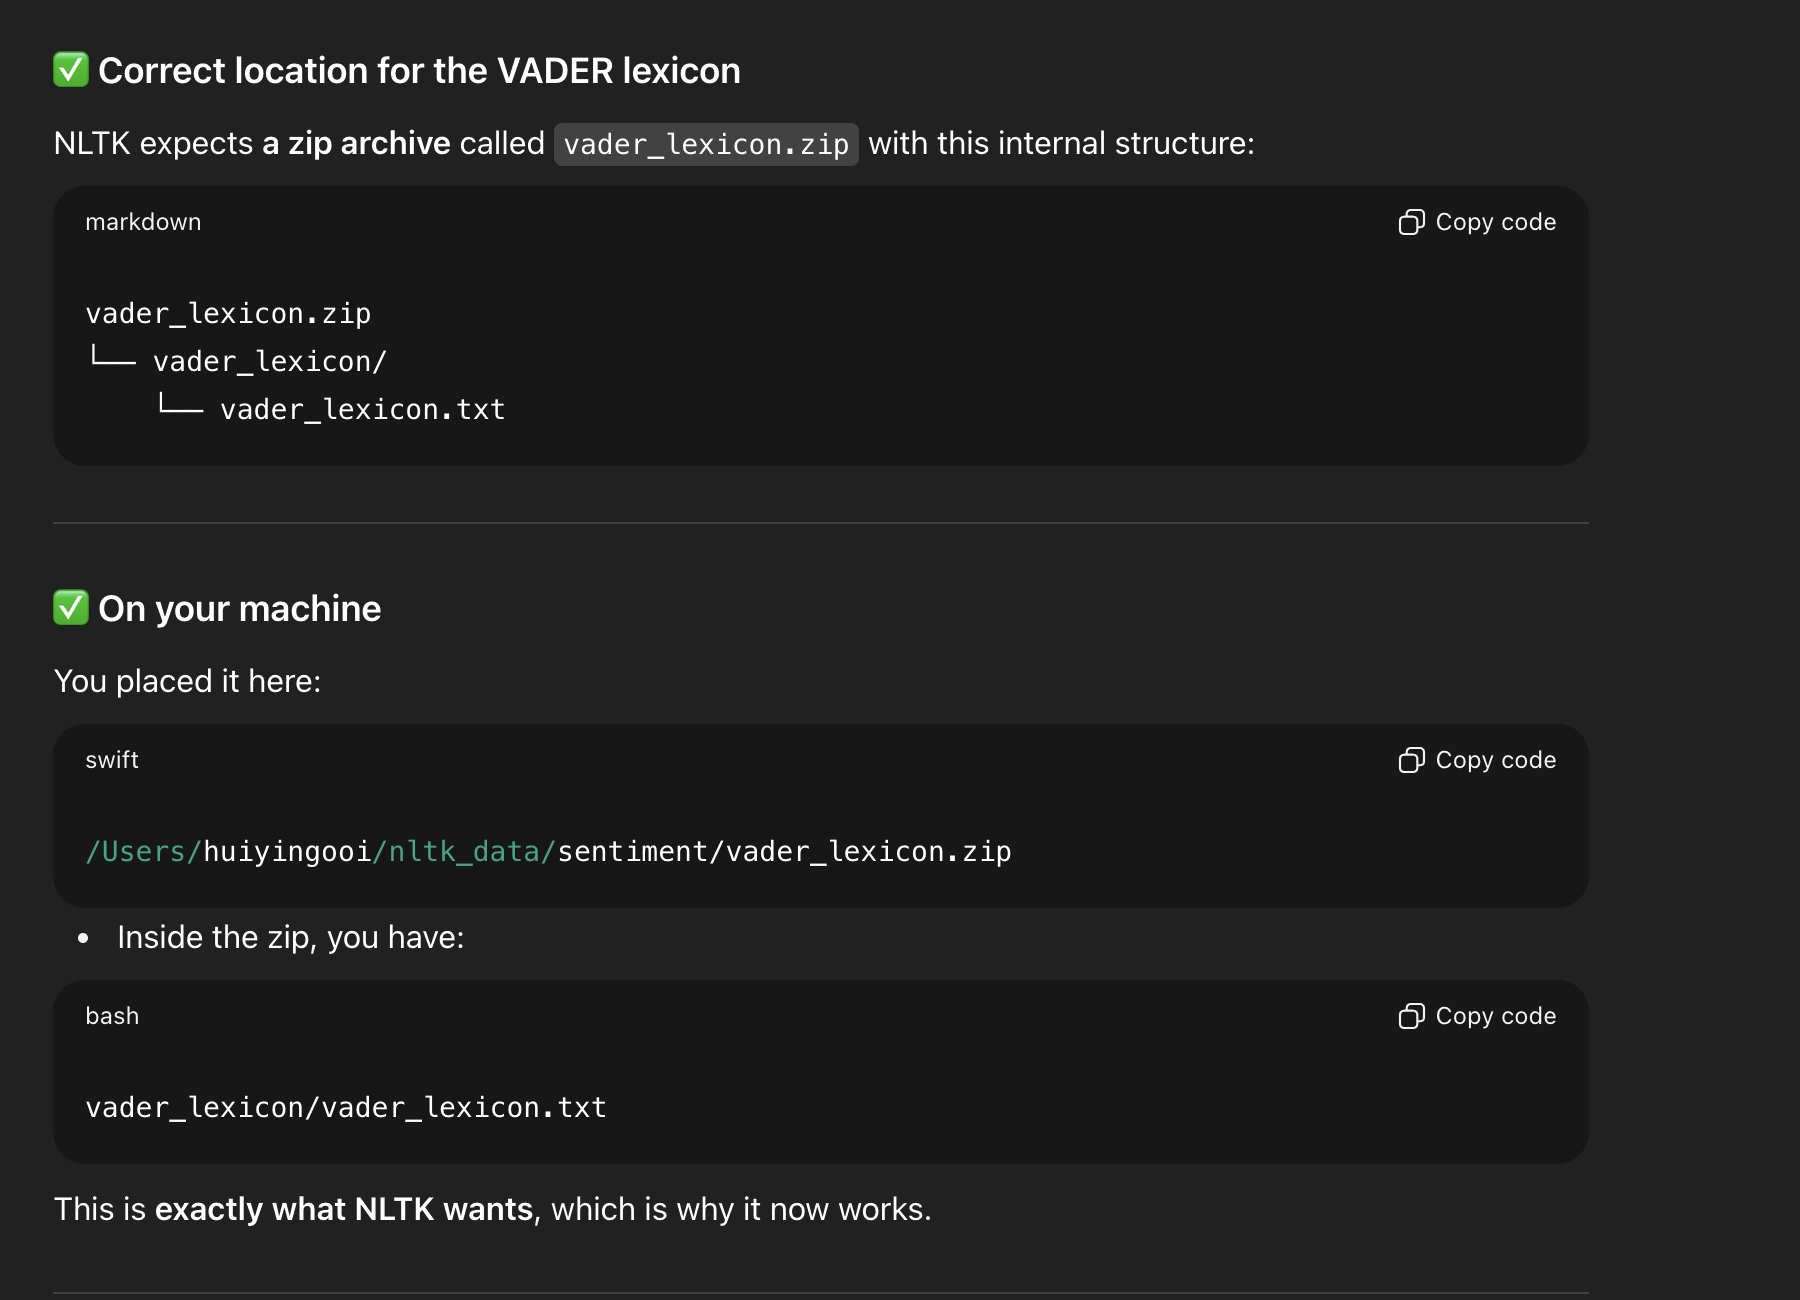 ✅ Correct location for the VADER lexicon
NLTK expects a zip archive called vader_lexicon.zip with this internal structure:
markdown
Copy code
vader_lexicon.zip
└── vader_lexicon/
    └── vader_lexicon.txt
✅ On your machine
You placed it here:
swift
Copy code
/Users/huiyingooi/nltk_data/sentiment/vader_lexicon.zip
• Inside the zip, you have:
bash
Copy code
vader_lexicon/vader_lexicon.txt
This is exactly what NLTK wants, which is why it now works.